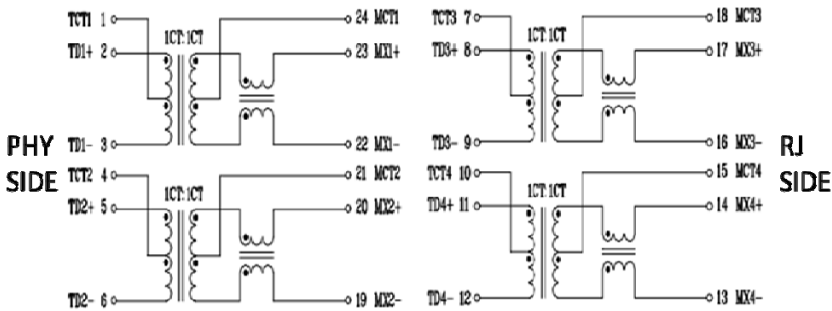 TCT1 1
24 MCT1
1CT:1CT
TD1+ 2
23 MX1+
TD1- 3
22 MX1-
TCT2 4
21 MCT2
1CT:1CT
TD2+ 5
20 MX2+
TD2- 6
19 MX2-
PHY
SIDE
TCT3 7
18 MCT3
1CT:1CT
TD3+ 8
17 MX3+
TD3- 9
16 MX3-
TCT4 10
15 MCT4
1CT:1CT
TD4+ 11
14 MX4+
TD4- 12
13 MX4-
RJ
SIDE